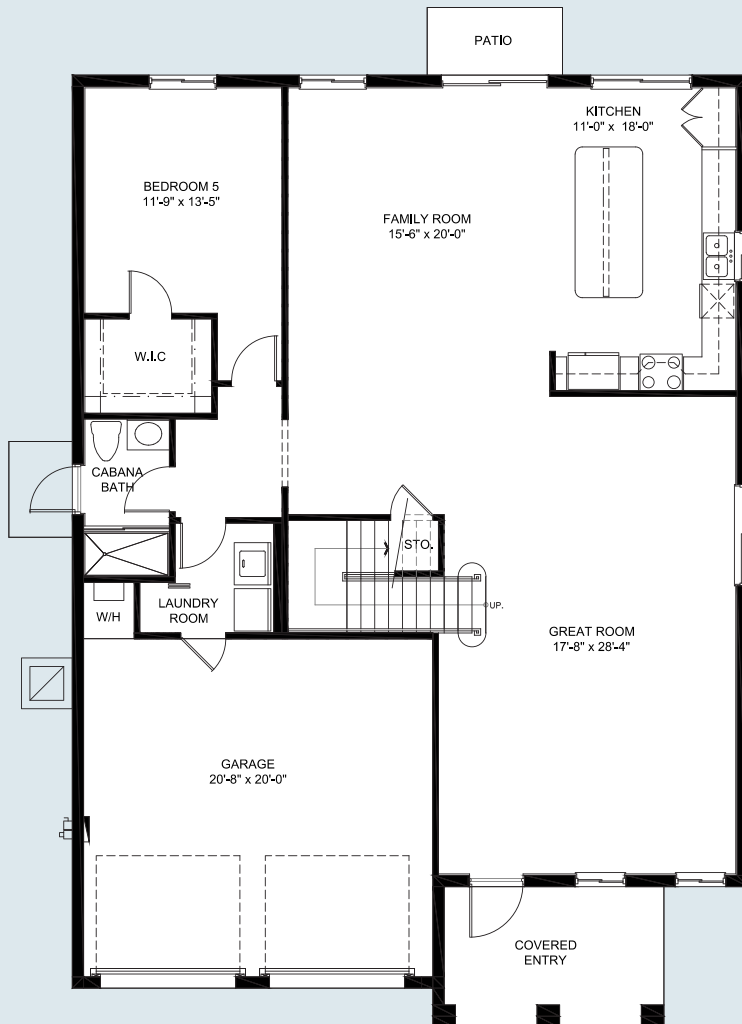 PATIO
KITCHEN
11'-0" x 18'-0"
BEDROOM 5
11'-9" x 13'-5"
FAMILY ROOM
15'-6" x 20'-0"
W.I.C
CABANA
BATH
STO.
W/H
LAUNDRY
ROOM
UP.
GREAT ROOM
17'-8" x 28'-4"
GARAGE
20'-8" x 20'-0"
COVERED
ENTRY